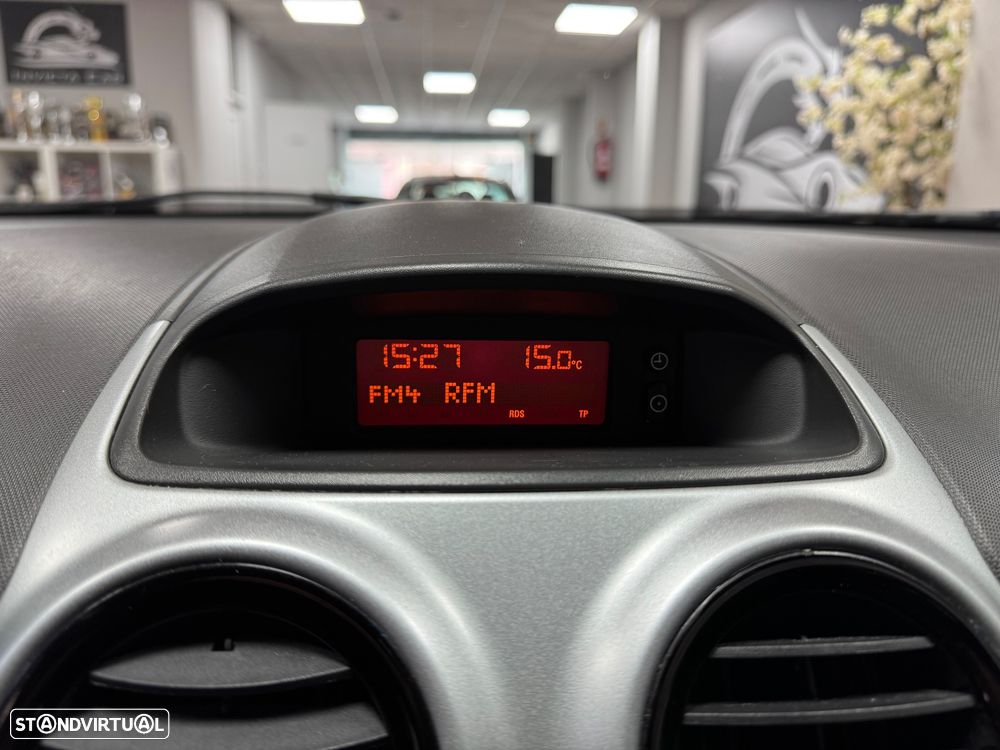 15:27 15.0°C
FM4 RFM
RDS TP
STANDVIRTUAL